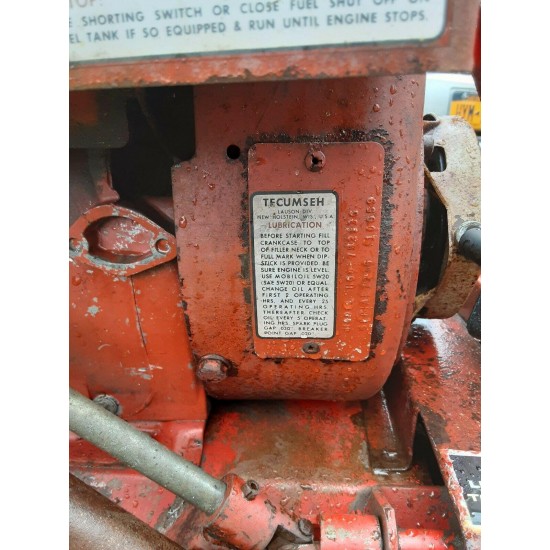 STOP:
E SHORTING SWITCH OR CLOSE FUEL SHUT OFF ON
EL TANK IF SO EQUIPPED & RUN UNTIL ENGINE STOPS.
TECUMSEH
LAUSON DIV.
NEW HOLSTEIN, WIS., U.S.A.
LUBRICATION
BEFORE STARTING FILL
CRANKCASE TO TOP
OF FILLER NECK OR TO
FULL MARK WHEN DIP-
STICK IS PROVIDED. BE
SURE ENGINE IS LEVEL.
USE MOBILOIL 5W20
(SAE 5W20) OR EQUAL.
CHANGE OIL AFTER
FIRST 2 OPERATING
HRS. AND EVERY 25
OPERATING HRS.
THEREAFTER. CHECK
OIL EVERY 5 OPERAT-
ING HRS. SPARK PLUG
GAP .030". BREAKER
POINT GAP .020".